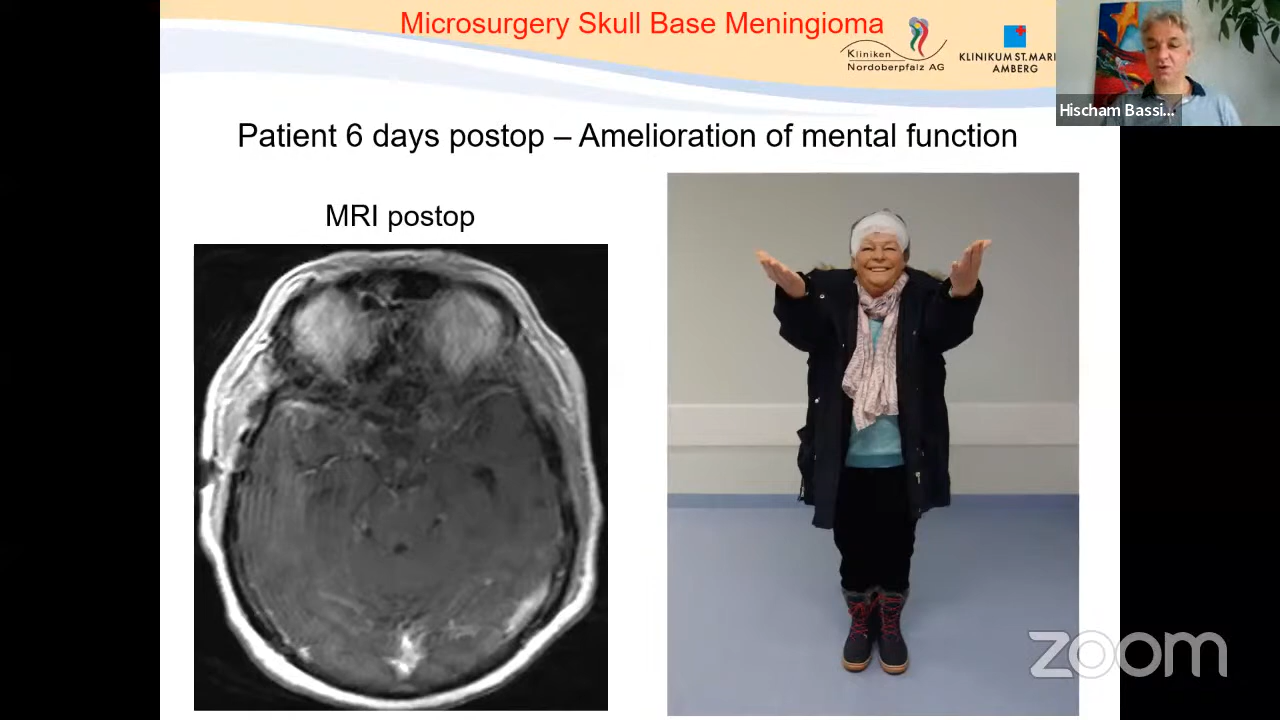 Microsurgery Skull Base Meningioma
Kliniken
Nordoberpfalz AG
KLINIKUM ST.MARI
AMBERG
Hischam Bassi...
Patient 6 days postop – Amelioration of mental function
MRI postop
zoom